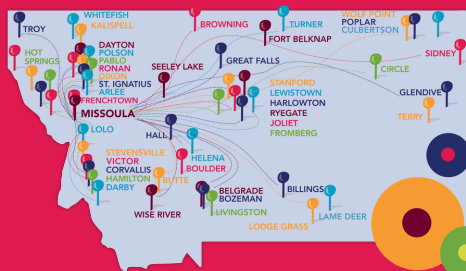 WHITEFISH
KALISPELL
TROY
HOT
SPRINGS
DAYTON
POLSON
PABLO
RONAN
DIXON
ST. IGNATIUS
ARLEE
FRENCHTOWN
MISSOULA
LOLO
STEVENSVILLE
VICTOR
CORVALLIS
HAMILTON
DARBY
BROWNING
SEELEY LAKE
GREAT FALLS
TURNER
FORT BELKNAP
WOLF POINT
POPLAR
CULBERTSON
SIDNEY
CIRCLE
GLENDIVE
TERRY
STANFORD
LEWISTOWN
HARLOWTON
RYEGATE
JOLIET
FROMBERG
HALL
HELENA
BOULDER
BUTTE
WISE RIVER
BELGRADE
BOZEMAN
LIVINGSTON
BILLINGS
LAME DEER
LODGE GRASS